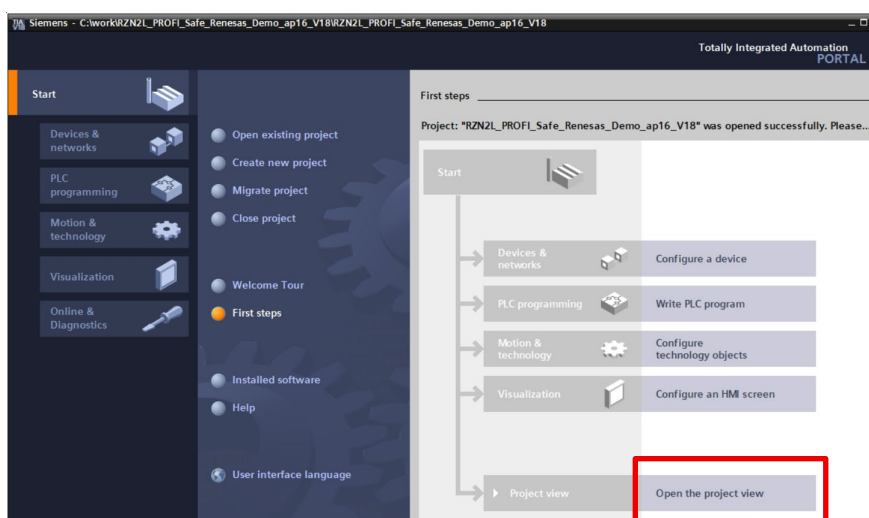 Siemens - C:\work\RZN2L_PROFI_Safe_Renesas_Demo_ap16_V18\RZN2L_PROFI_Safe_Renesas_Demo_ap16_V18
Totally Integrated Automation
PORTAL
Start
Devices &
networks
PLC
programming
Motion &
technology
Visualization
Online &
Diagnostics
Open existing project
Create new project
Migrate project
Close project
Welcome Tour
First steps
Installed software
Help
User interface language
First steps
Project: "RZN2L_PROFI_Safe_Renesas_Demo_ap16_V18" was opened successfully. Please...
Start
Devices &
networks
Configure a device
PLC programming
Write PLC program
Motion &
technology
Configure
technology objects
Visualization
Configure an HMI screen
Project view
Open the project view